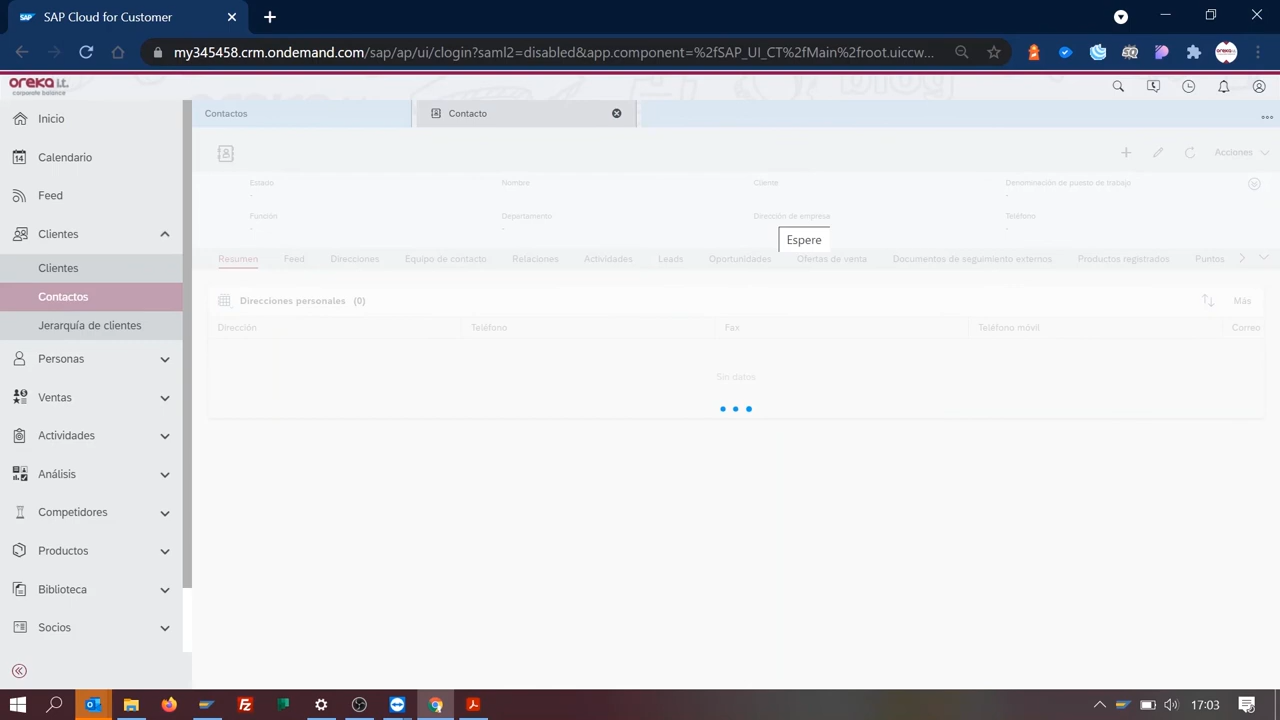 SAP SAP Cloud for Customer
my345458.crm.ondemand.com/sap/ap/ui/clogin?saml2=disabled&app.component=%2fSAP_UI_CT%2fMain%2froot.uiccw...
oreka i.t.
corporate balance
Inicio
14 Calendario
Feed
Clientes
Clientes
Contactos
Jerarquía de clientes
Personas
Ventas
Actividades
Análisis
Competidores
Productos
Biblioteca
Socios
Contactos Contacto
Acciones
Estado Nombre Cliente Denominación de puesto de trabajo
- - -
Función Departamento Dirección de empresa Teléfono
- - -
Espere
Resumen Feed Direcciones Equipo de contacto Relaciones Actividades Leads Oportunidades Ofertas de venta Documentos de seguimiento externos Productos registrados Puntos
Direcciones personales (0) Más
Dirección Teléfono Fax Teléfono móvil Correo
Sin datos
17:03